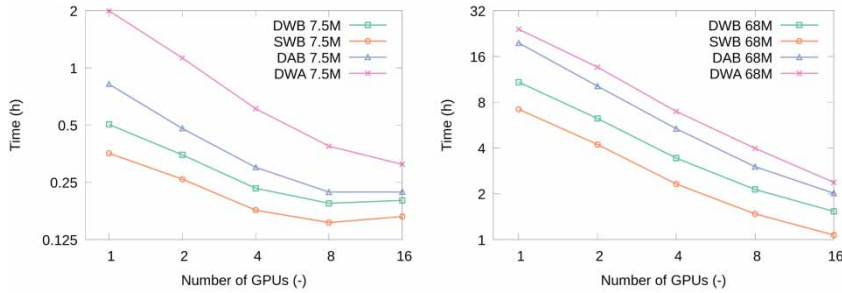 2
1
0.5
0.25
0.125
Time (h)
1
2
4
8
16
Number of GPUs (-)
DWB 7.5M
SWB 7.5M
DAB 7.5M
DWA 7.5M
32
16
8
4
2
1
Time (h)
1
2
4
8
16
Number of GPUs (-)
DWB 68M
SWB 68M
DAB 68M
DWA 68M